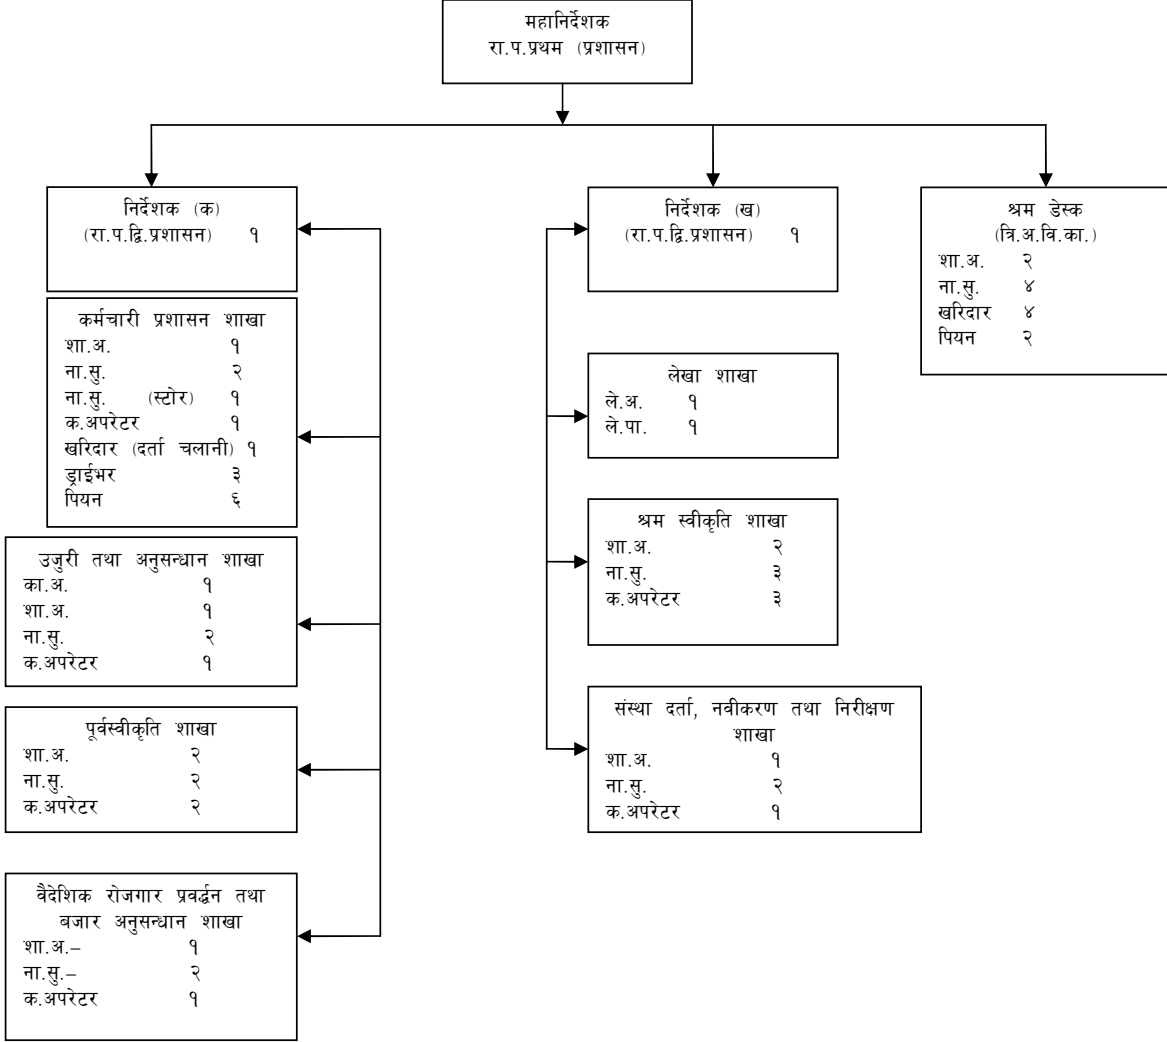 महानिर्देशक
रा.प.प्रथम (प्रशासन)
निर्देशक (क)
(रा.प.द्वि.प्रशासन) १
कर्मचारी प्रशासन शाखा
शा.अ. १
ना.सु. २
ना.सु. (स्टोर) १
क.अपरेटर १
खरिदार (दर्ता चलानी) १
ड्राईभर ३
पियन ६
उजुरी तथा अनुसन्धान शाखा
का.अ. १
शा.अ. १
ना.सु. २
क.अपरेटर १
पूर्वस्वीकृति शाखा
शा.अ. २
ना.सु. २
क.अपरेटर २
वैदेशिक रोजगार प्रवर्द्धन तथा
बजार अनुसन्धान शाखा
शा.अ.– १
ना.सु.– २
क.अपरेटर १
निर्देशक (ख)
(रा.प.द्वि.प्रशासन) १
लेखा शाखा
ले.अ. १
ले.पा. १
श्रम स्वीकृति शाखा
शा.अ. २
ना.सु. ३
क.अपरेटर ३
संस्था दर्ता, नवीकरण तथा निरीक्षण
शाखा
शा.अ. १
ना.सु. २
क.अपरेटर १
श्रम डेस्क
(त्रि.अ.वि.का.)
शा.अ. २
ना.सु. ४
खरिदार ४
पियन २